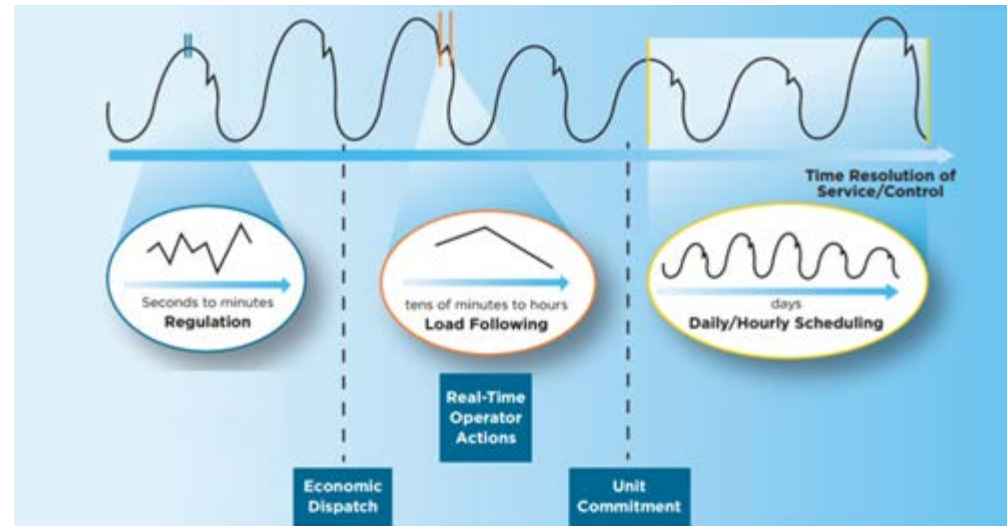 Time Resolution of
Service/Control
Seconds to minutes
Regulation
tens of minutes to hours
Load Following
days
Daily/Hourly Scheduling
Real-Time
Operator
Actions
Economic
Dispatch
Unit
Commitment